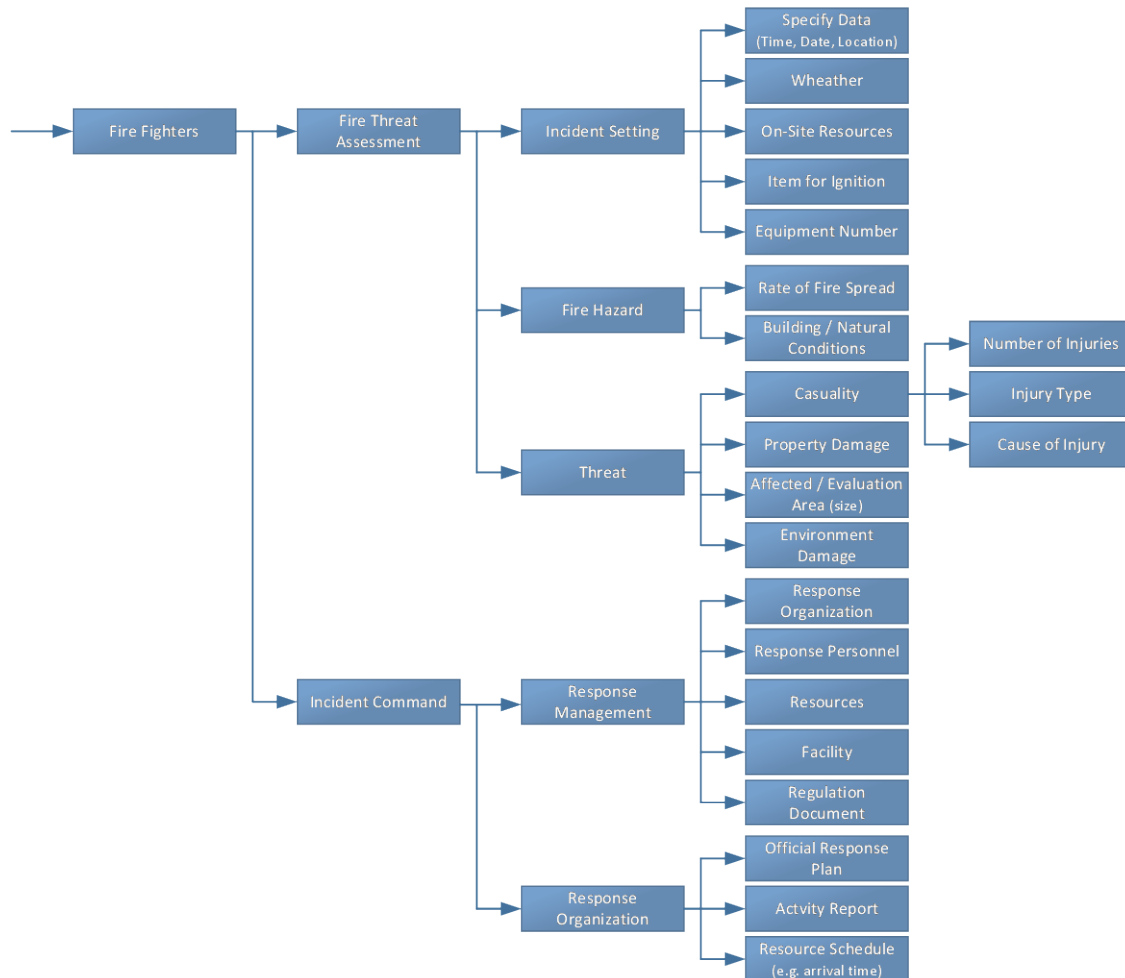 Specify Data
(Time, Date, Location)
Wheather
Fire Fighters
Fire Threat
Assessment
Incident Setting
On-Site Resources
Item for Ignition
Equipment Number
Fire Hazard
Rate of Fire Spread
Building / Natural
Conditions
Number of Injuries
Casuality
Injury Type
Cause of Injury
Threat
Property Damage
Affected / Evaluation
Area (size)
Environment
Damage
Response
Organization
Response Personnel
Incident Command
Response
Management
Resources
Facility
Regulation
Document
Official Response
Plan
Response
Organization
Actvity Report
Resource Schedule
(e.g. arrival time)